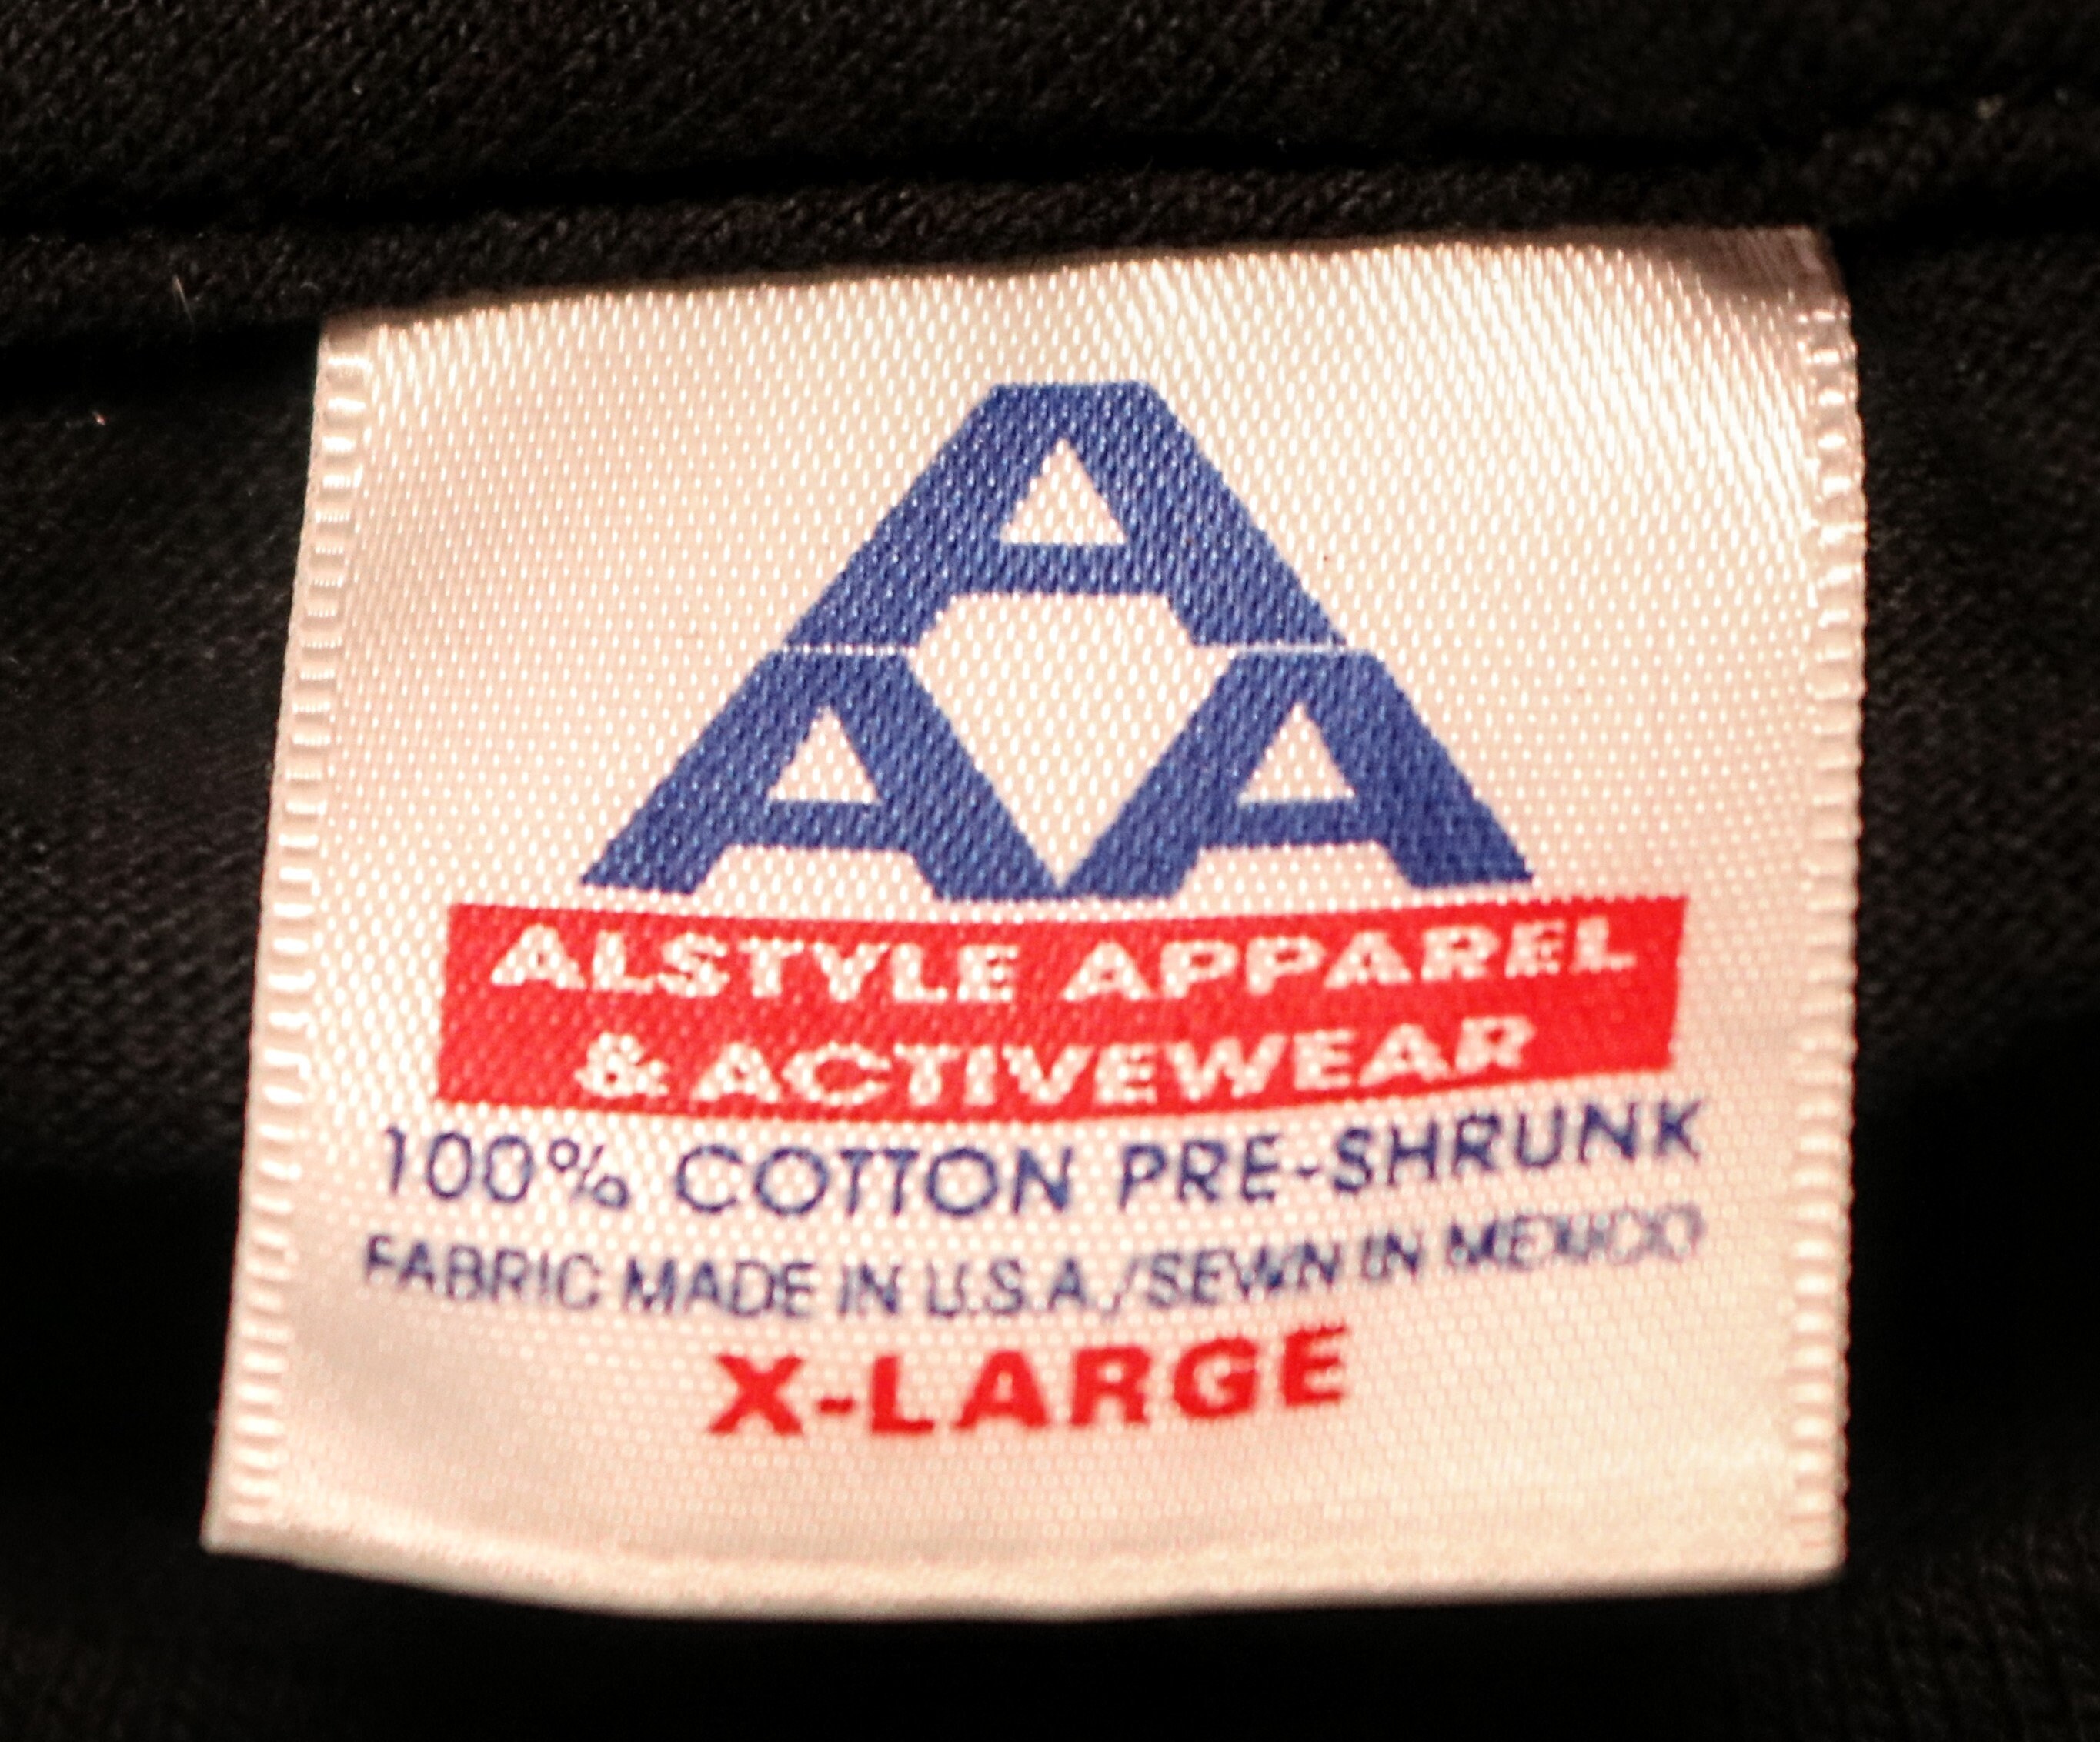 A
A A
ALSTYLE APPAREL
& ACTIVEWEAR
100% COTTON PRE-SHRUNK
FABRIC MADE IN U.S.A./SEWN IN MEXICO
X-LARGE